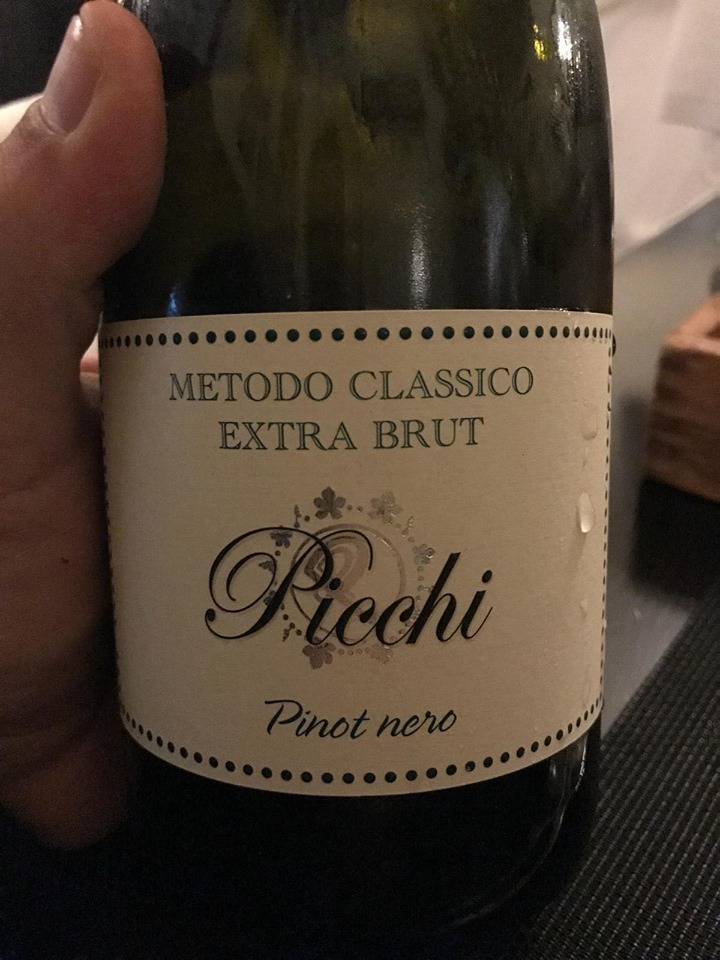 METODO CLASSICO
EXTRA BRUT
Picchi
Pinot nero